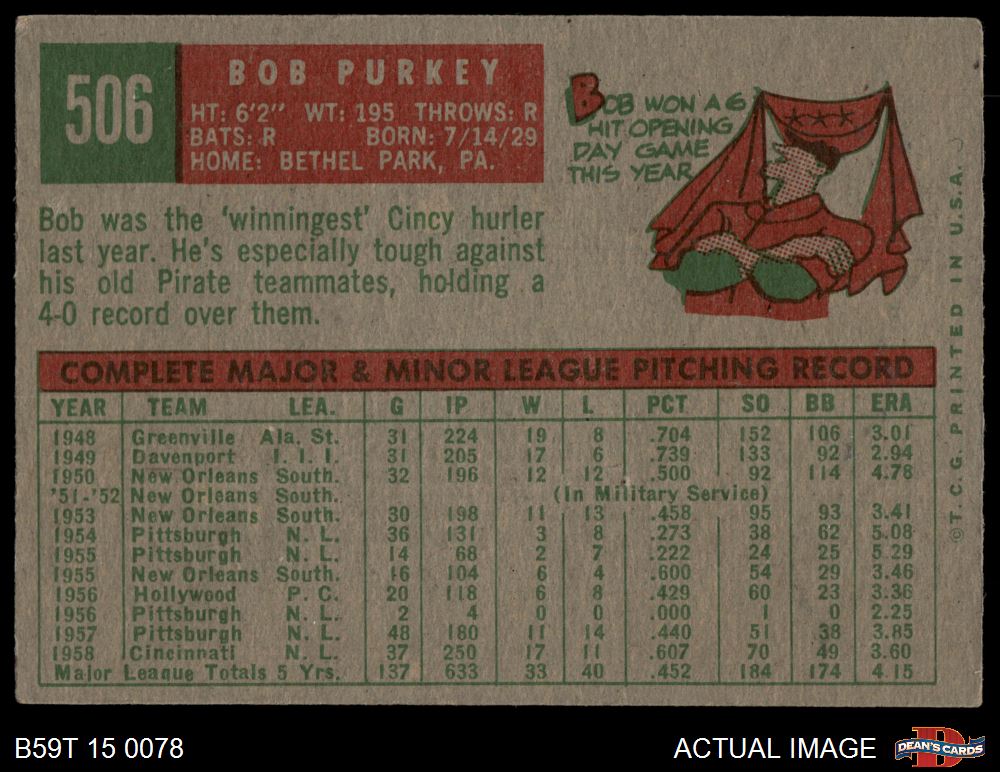 506
BOB PURKEY
HT: 6'2" WT: 195 THROWS: R
BATS: R BORN: 7/14/29
HOME: BETHEL PARK, PA.
BOB WON A 6
HIT OPENING
DAY GAME
THIS YEAR
Bob was the 'winningest' Cincy hurler
last year. He's especially tough against
his old Pirate teammates, holding a
4-0 record over them.
COMPLETE MAJOR & MINOR LEAGUE PITCHING RECORD
YEAR TEAM LEA. G IP W L PCT SO BB ERA
1948 Greenville Ala. St. 31 224 19 8 .704 152 106 3.01
1949 Davenport I. I. I. 31 205 17 6 .739 133 92 2.94
1950 New Orleans South. 32 196 12 12 .500 92 114 4.78
'51-'52 New Orleans South. (In Military Service)
1953 New Orleans South. 30 198 11 13 .458 95 93 3.41
1954 Pittsburgh N. L. 36 131 3 8 .273 38 62 5.08
1955 Pittsburgh N. L. 14 68 2 7 .222 24 25 5.29
1955 New Orleans South. 16 104 6 4 .600 54 29 3.46
1956 Hollywood P. C. 20 118 6 8 .429 60 23 3.36
1956 Pittsburgh N. L. 2 4 0 0 .000 1 0 2.25
1957 Pittsburgh N. L. 48 180 11 14 .440 51 38 3.85
1958 Cincinnati N. L. 37 250 17 11 .607 70 49 3.60
Major League Totals 5 Yrs. 137 633 33 40 .452 184 174 4.15
© T. C. G. PRINTED IN U. S. A.
B59T 15 0078
ACTUAL IMAGE
D
DEAN'S CARDS